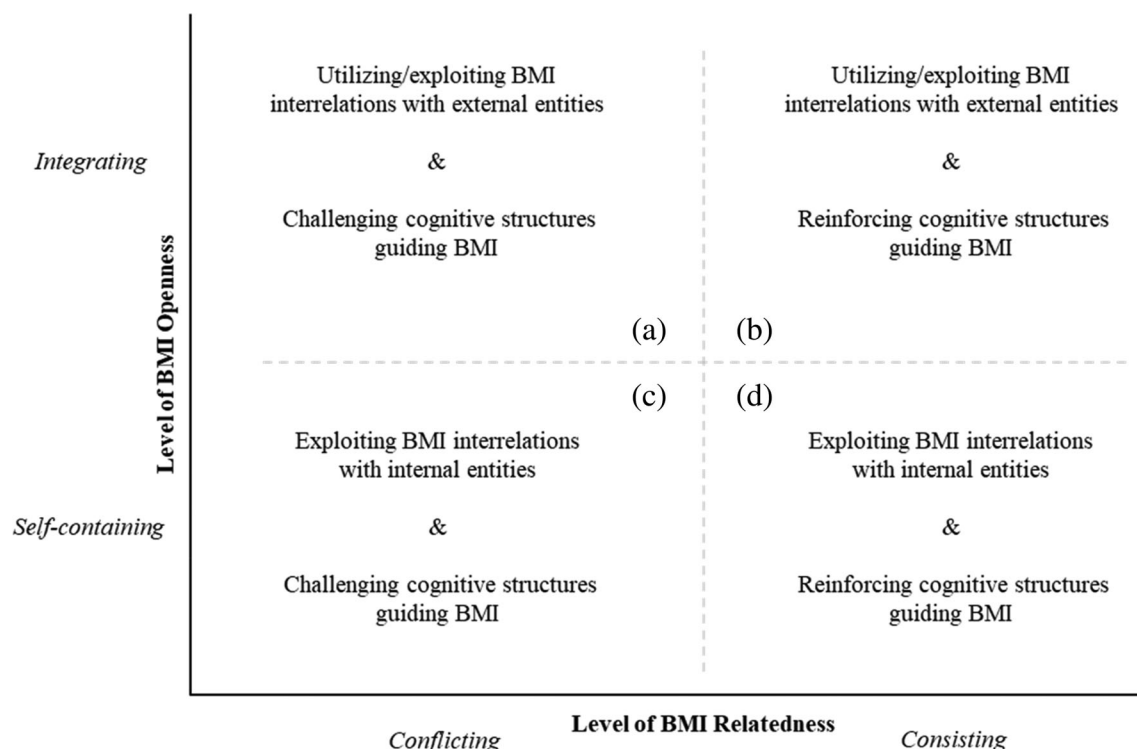 Utilizing/exploiting BMI
interrelations with external entities
&
Challenging cognitive structures
guiding BMI
Utilizing/exploiting BMI
interrelations with external entities
&
Reinforcing cognitive structures
guiding BMI
Integrating
Level of BMI Openness
(a)
(b)
(c)
(d)
Exploiting BMI interrelations
with internal entities
&
Challenging cognitive structures
guiding BMI
Exploiting BMI interrelations
with internal entities
&
Reinforcing cognitive structures
guiding BMI
Self-containing
Level of BMI Relatedness
Conflicting
Consisting